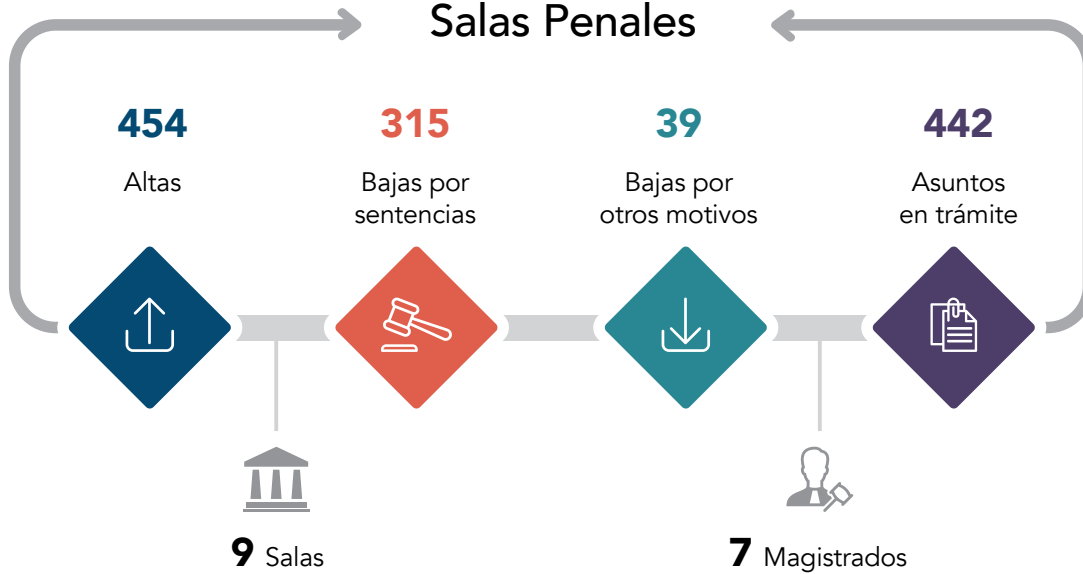 Salas Penales
454
Altas
315
Bajas por
sentencias
39
Bajas por
otros motivos
442
Asuntos
en trámite
9 Salas
7 Magistrados